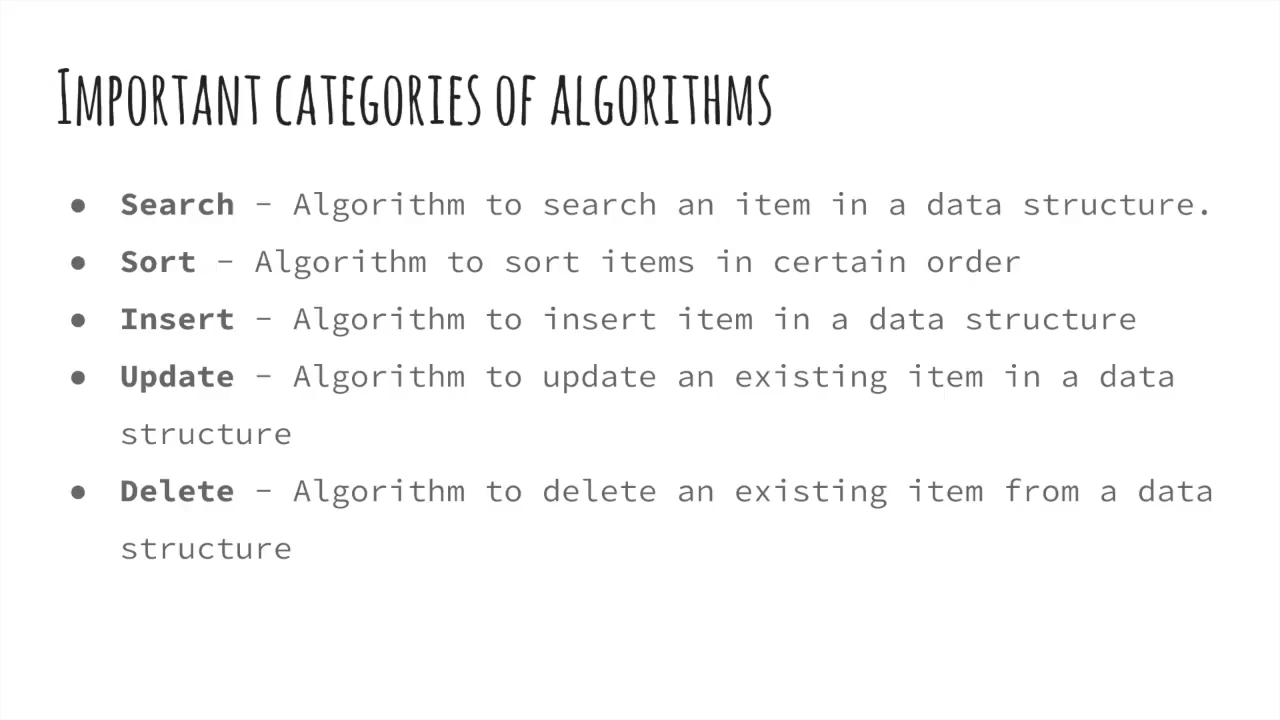 IMPORTANT CATEGORIES OF ALGORITHMS
● Search – Algorithm to search an item in a data structure.
● Sort – Algorithm to sort items in certain order
● Insert – Algorithm to insert item in a data structure
● Update – Algorithm to update an existing item in a data
structure
● Delete – Algorithm to delete an existing item from a data
structure